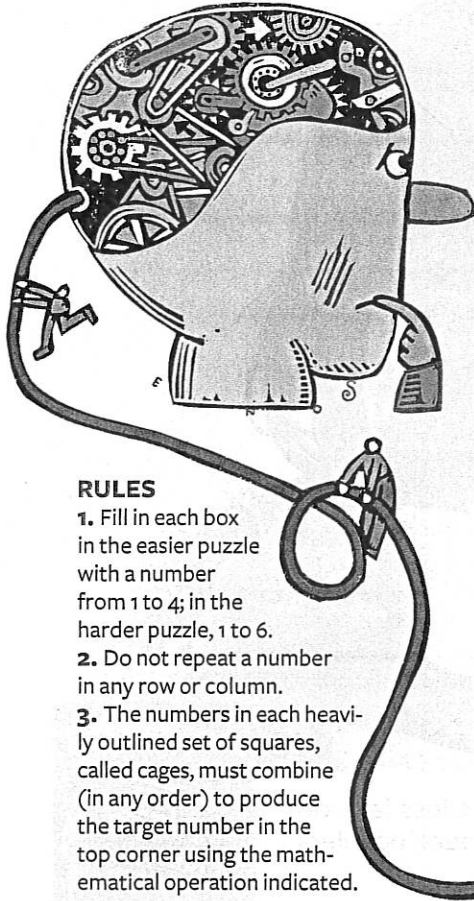 RULES
1. Fill in each box
in the easier puzzle
with a number
from 1 to 4; in the
harder puzzle, 1 to 6.
2. Do not repeat a number
in any row or column.
3. The numbers in each heavi-
ly outlined set of squares,
called cages, must combine
(in any order) to produce
the target number in the
top corner using the math-
ematical operation indicated.